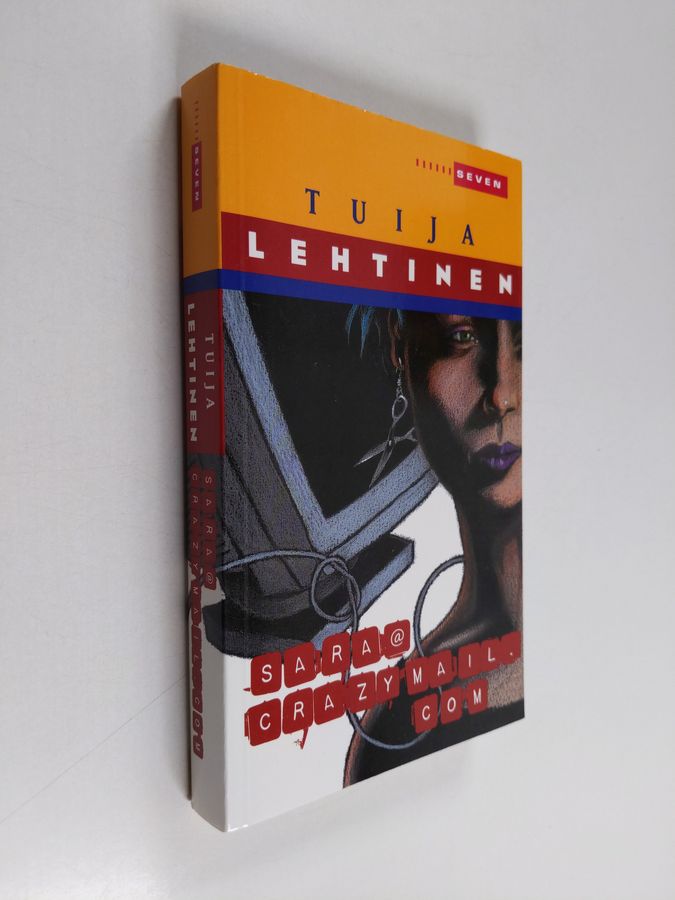 SEVEN
TUIJA
LEHTINEN
SARA@
CRAZYMAIL.
COM
SEVEN
TUIJA
LEHTINEN
SARA@
CRAZYMAIL.COM